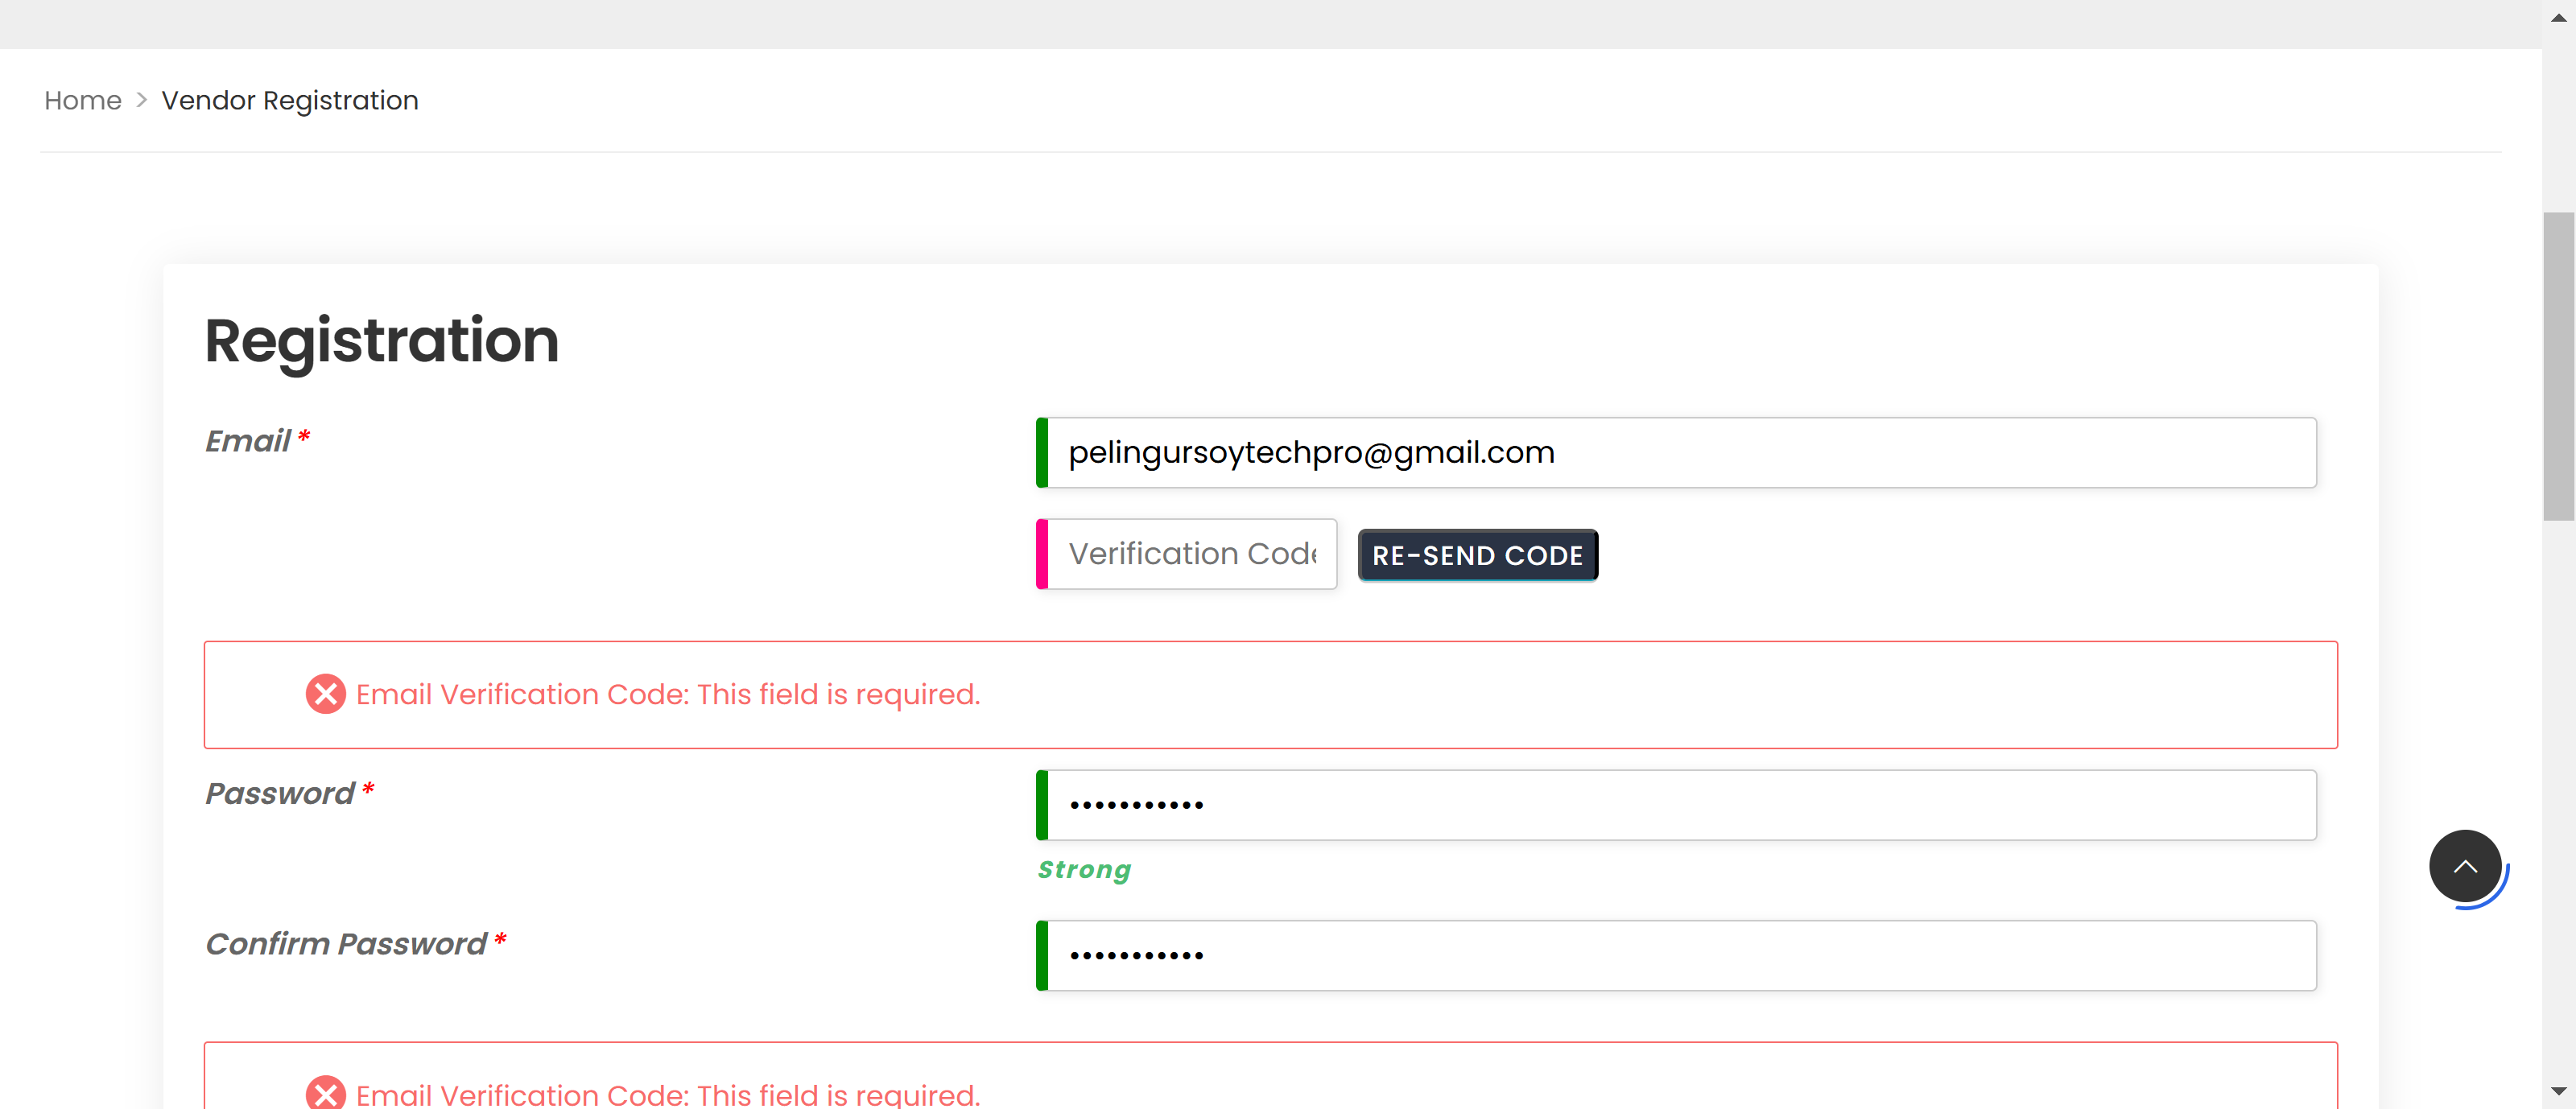 Home > Vendor Registration
Registration
Email *
pelingursoytechpro@gmail.com
Verification Code
RE-SEND CODE
Email Verification Code: This field is required.
Password *
•••••••••••
Strong
Confirm Password *
•••••••••••
Email Verification Code: This field is required.